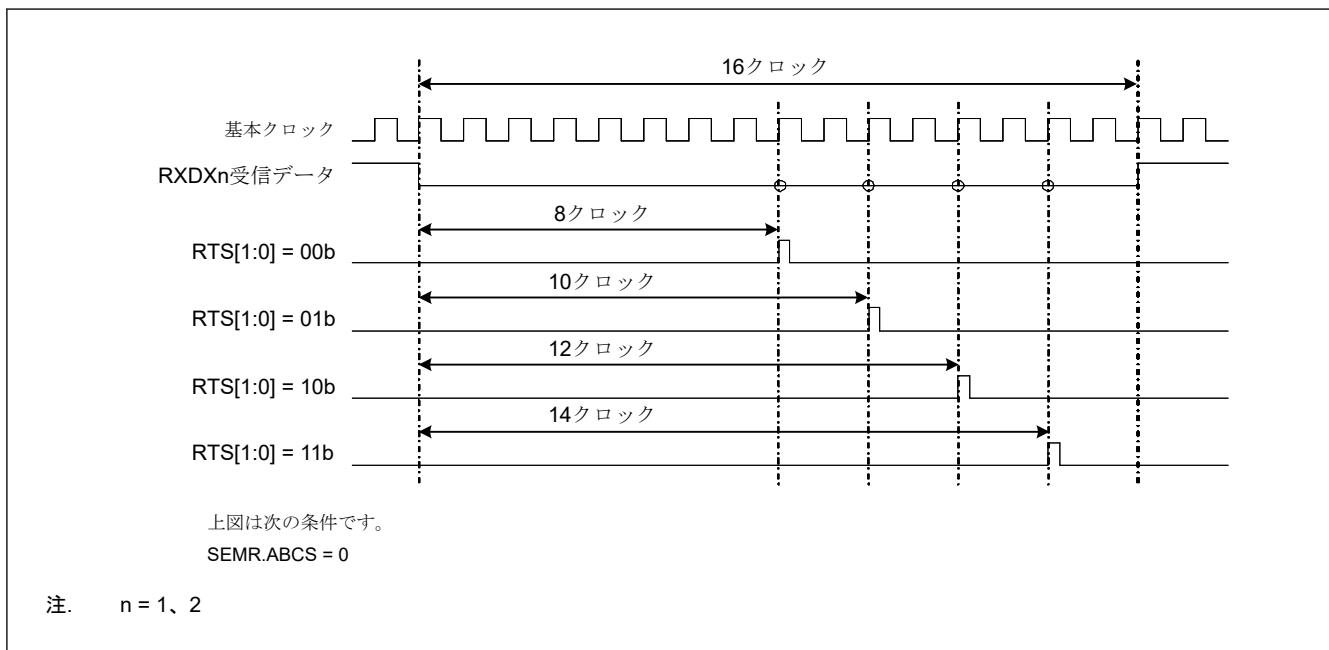 16クロック
基本クロック
RXDXn受信データ
8クロック
RTS[1:0] = 00b
10クロック
RTS[1:0] = 01b
12クロック
RTS[1:0] = 10b
14クロック
RTS[1:0] = 11b
上図は次の条件です。
SEMR.ABCS = 0
注. n = 1、2